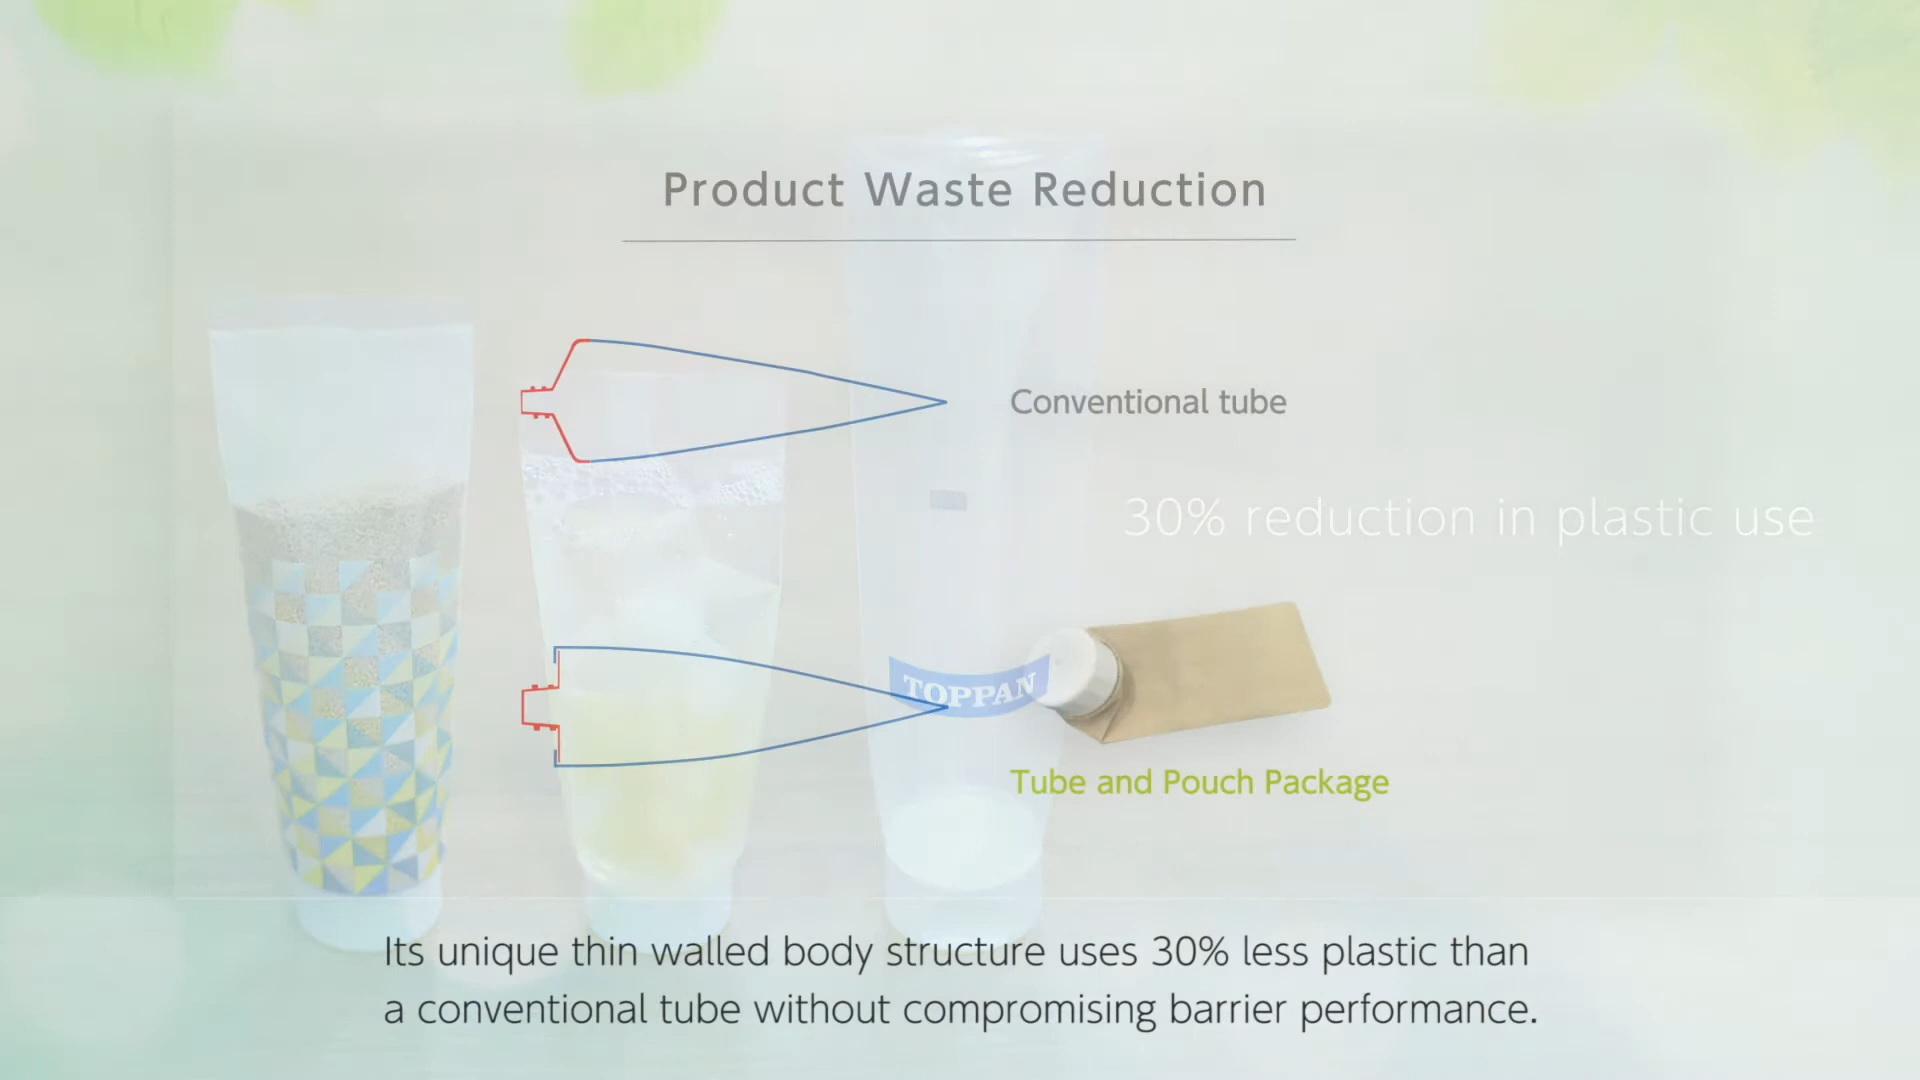 Product Waste Reduction
Conventional tube
30% reduction in plastic use
TOPPAN
Tube and Pouch Package
Its unique thin walled body structure uses 30% less plastic than
a conventional tube without compromising barrier performance.